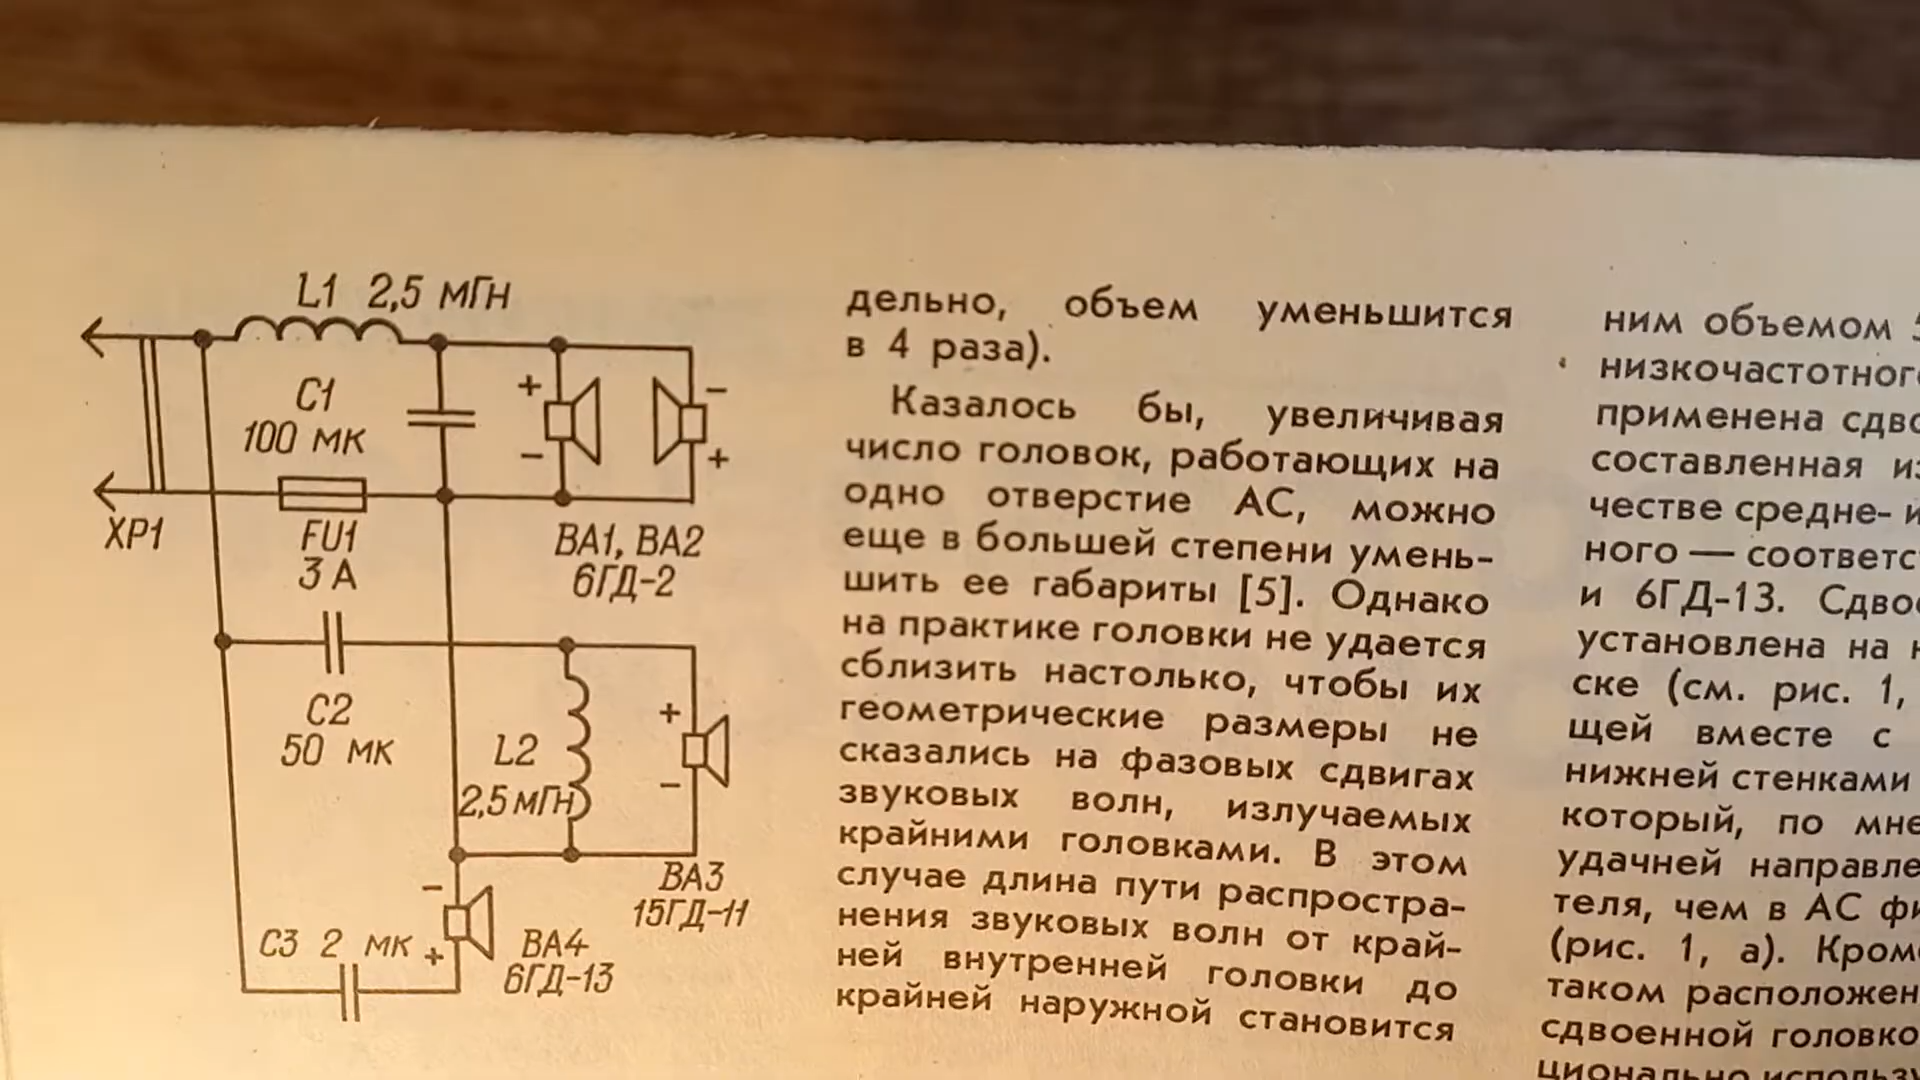 L1 2,5 мГн
C1
100 мк
+
−
−
+
XP1
FU1
3 А
BA1, BA2
6ГД-2
C2
50 мк
L2
2,5 мГн
+
−
BA3
15ГД-11
−
C3 2 мк +
BA4
6ГД-13
дельно, объем уменьшится
в 4 раза).
Казалось бы, увеличивая
число головок, работающих на
одно отверстие АС, можно
еще в большей степени умень-
шить ее габариты [5]. Однако
на практике головки не удается
сблизить настолько, чтобы их
геометрические размеры не
сказались на фазовых сдвигах
звуковых волн, излучаемых
крайними головками. В этом
случае длина пути распростра-
нения звуковых волн от край-
ней внутренней головки до
крайней наружной становится
ним объемом
низкочастотного
применена
составленная
честве средне-
ного —
и 6ГД-13.
установлена на
ске (см. рис. 1,
щей вместе с
нижней стенками
который, по
удачней
теля, чем в АС
(рис. 1, а).
таком
сдвоенной